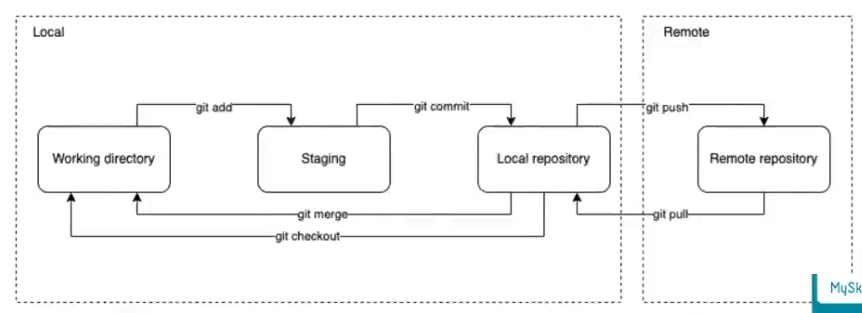 Local
Remote
git add
git commit
git push
Working directory
Staging
Local repository
Remote repository
git merge
git pull
git checkout
MySk